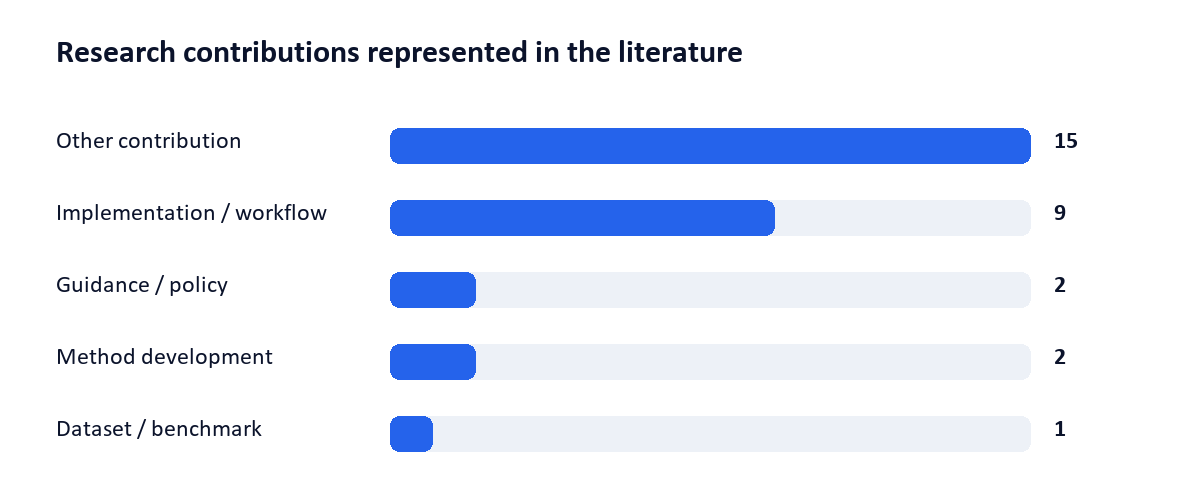 Research contributions represented in the literature
Other contribution 15
Implementation / workflow 9
Guidance / policy 2
Method development 2
Dataset / benchmark 1